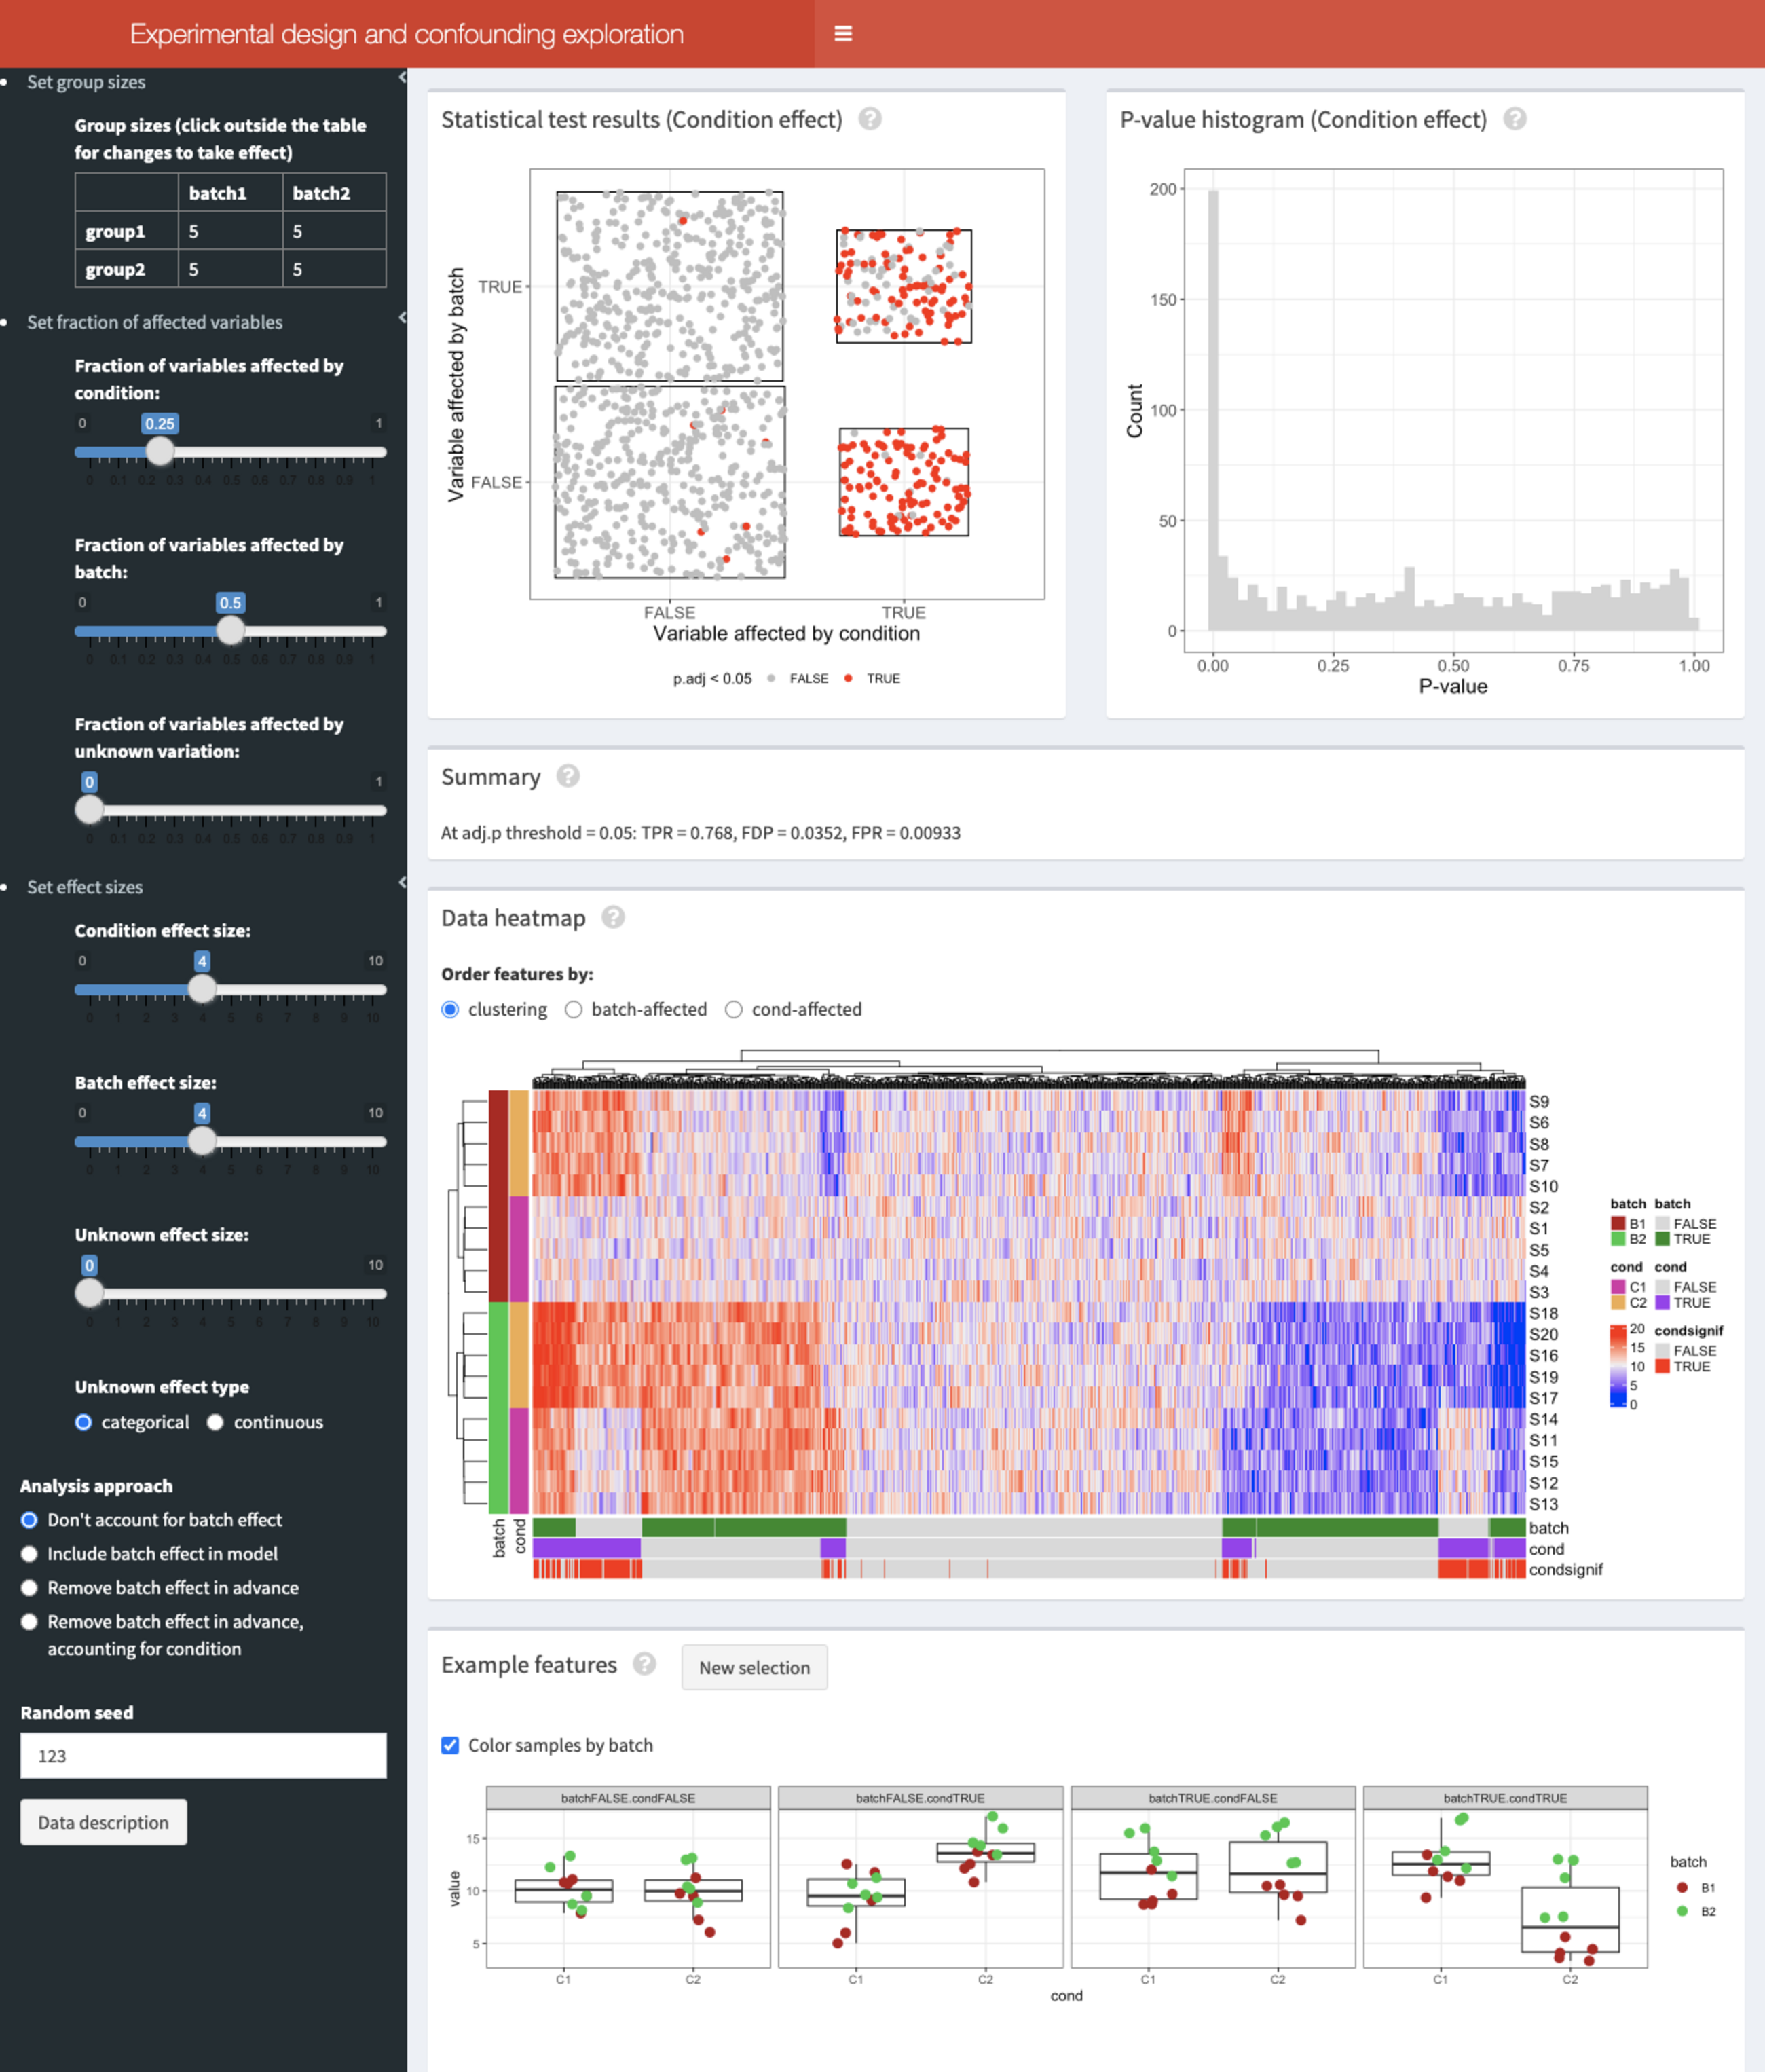 Experimental design and confounding exploration
Set group sizes
Group sizes (click outside the table
for changes to take effect)
batch1 batch2
group1 5 5
group2 5 5
Set fraction of affected variables
Fraction of variables affected by
condition:
0 0.25 1
0 0.1 0.2 0.3 0.4 0.5 0.6 0.7 0.8 0.9 1
Fraction of variables affected by
batch:
0 0.5 1
0 0.1 0.2 0.3 0.4 0.5 0.6 0.7 0.8 0.9 1
Fraction of variables affected by
unknown variation:
0 1
0 0.1 0.2 0.3 0.4 0.5 0.6 0.7 0.8 0.9 1
Set effect sizes
Condition effect size:
0 4 10
0 1 2 3 4 5 6 7 8 9 10
Batch effect size:
0 4 10
0 1 2 3 4 5 6 7 8 9 10
Unknown effect size:
0 10
0 1 2 3 4 5 6 7 8 9 10
Unknown effect type
categorical continuous
Analysis approach
Don't account for batch effect
Include batch effect in model
Remove batch effect in advance
Remove batch effect in advance,
accounting for condition
Random seed
123
Data description
Statistical test results (Condition effect) ?
Variable affected by batch
TRUE
FALSE
FALSE TRUE
Variable affected by condition
p.adj < 0.05 FALSE TRUE
P-value histogram (Condition effect) ?
Count
200
150
100
50
0
0.00 0.25 0.50 0.75 1.00
P-value
Summary ?
At adj.p threshold = 0.05: TPR = 0.768, FDP = 0.0352, FPR = 0.00933
Data heatmap ?
Order features by:
clustering batch-affected cond-affected
S9
S6
S8
S7
S10
S2
S1
S5
S4
S3
S18
S20
S16
S19
S17
S14
S11
S15
S12
S13
batch
cond
condsignif
batch
cond
batch batch
B1 FALSE
B2 TRUE
cond cond
C1 FALSE
C2 TRUE
20 condsignif
15 FALSE
10 TRUE
5
0
Example features ? New selection
Color samples by batch
batchFALSE.condFALSE batchFALSE.condTRUE batchTRUE.condFALSE batchTRUE.condTRUE
value
15
10
5
C1 C2 C1 C2 C1 C2 C1 C2
cond
batch
B1
B2